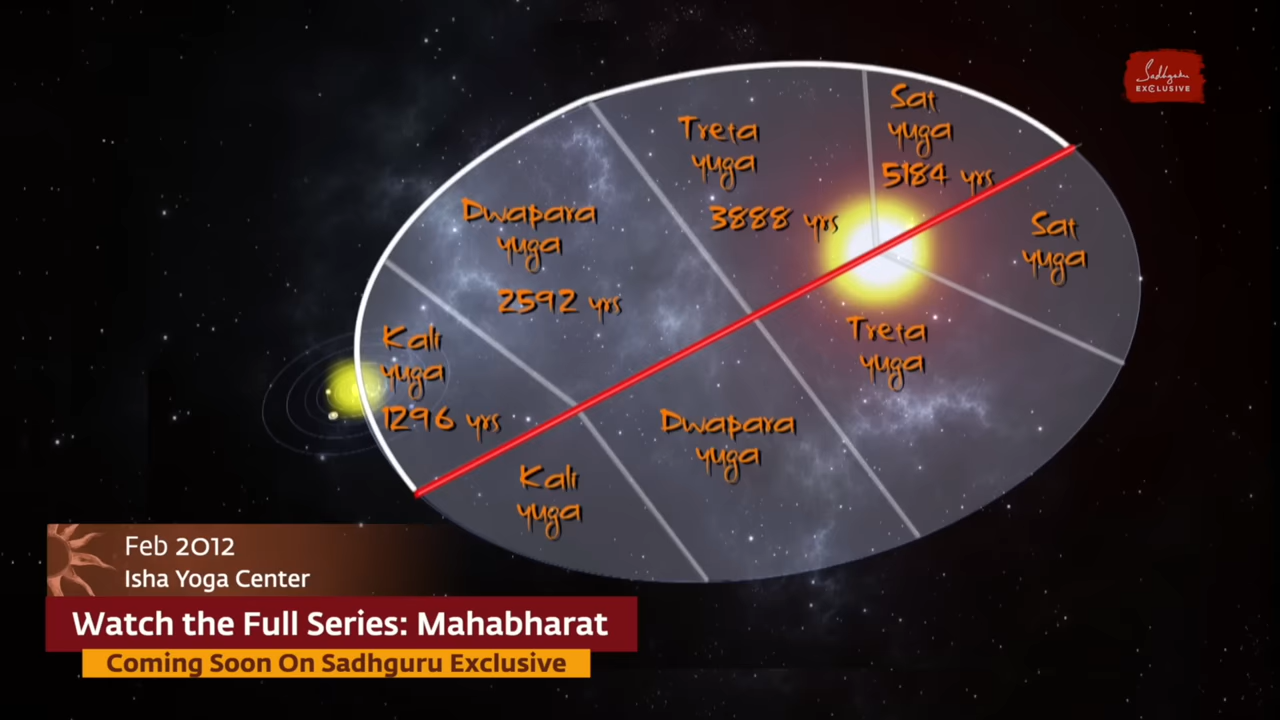 Sadhguru
EXCLUSIVE
Sat
yuga
5184 yrs
Treta
yuga
3888 yrs
Dwapara
yuga
2592 yrs
Kali
yuga
1296 yrs
Sat
yuga
Treta
yuga
Dwapara
yuga
Kali
yuga
Feb 2012
Isha Yoga Center
Watch the Full Series: Mahabharat
Coming Soon On Sadhguru Exclusive